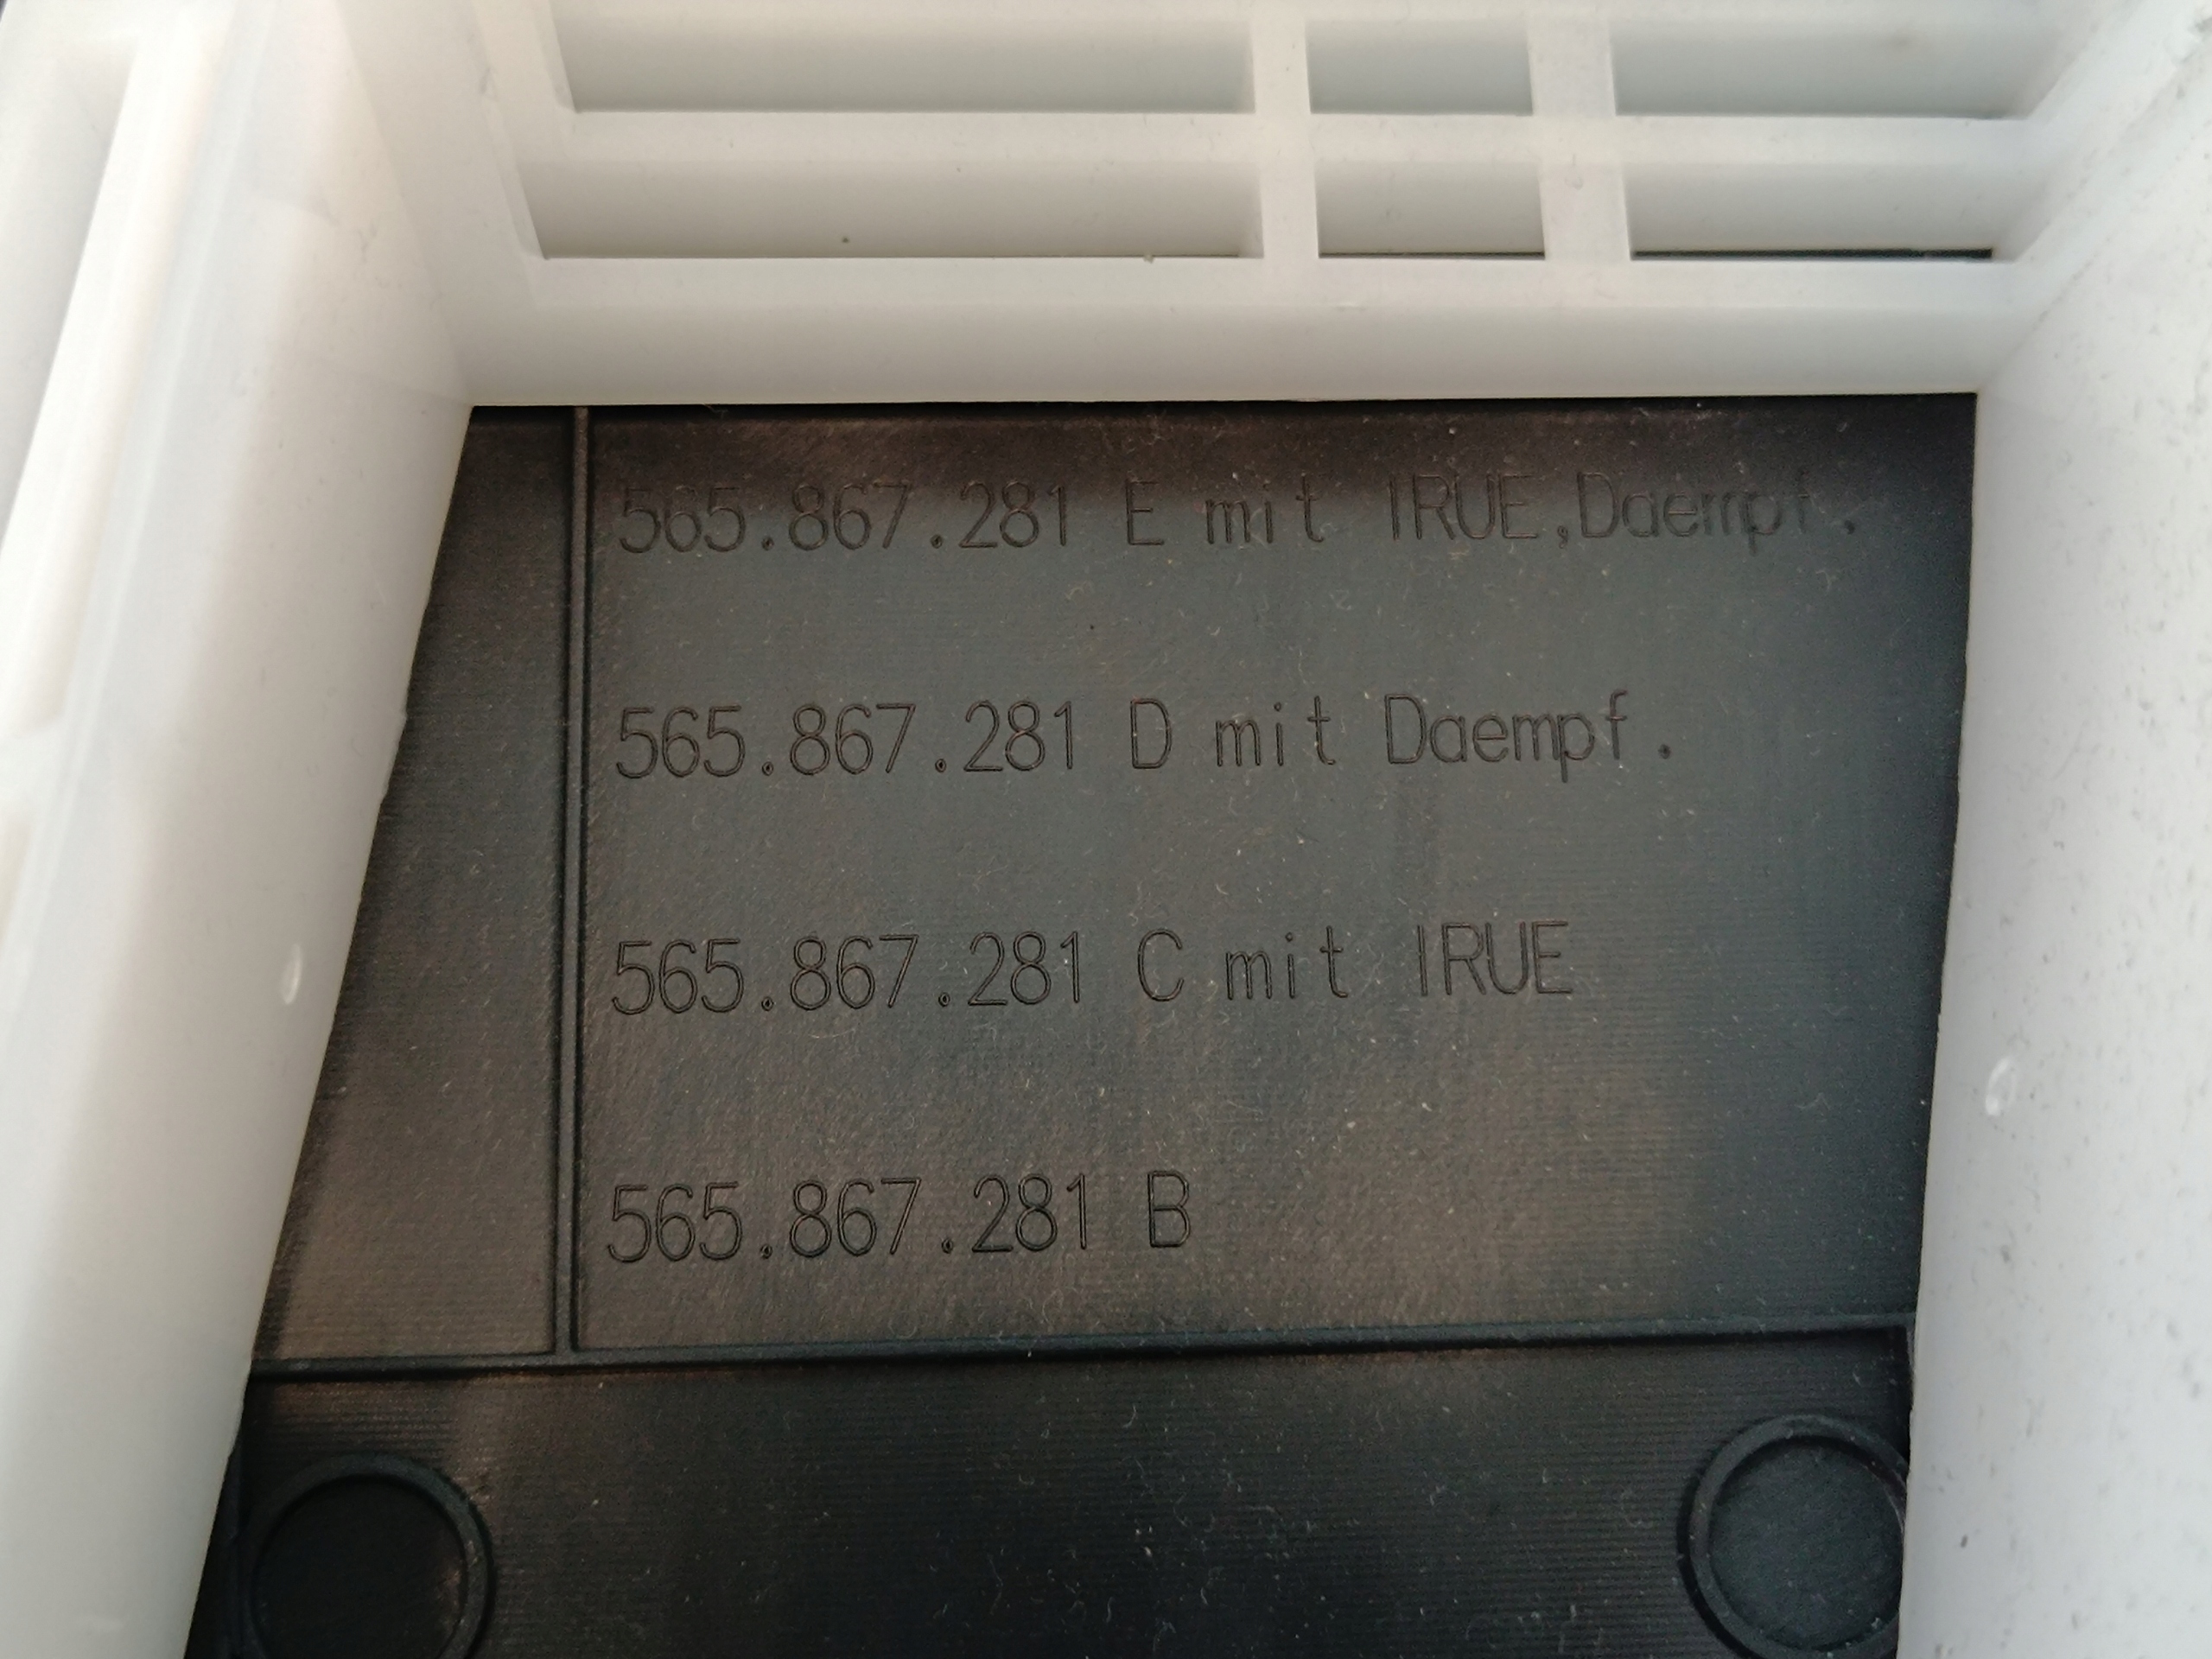 565.867.281 E mit IRUE,Daempf.
565.867.281 D mit Daempf.
565.867.281 C mit IRUE
565.867.281 B